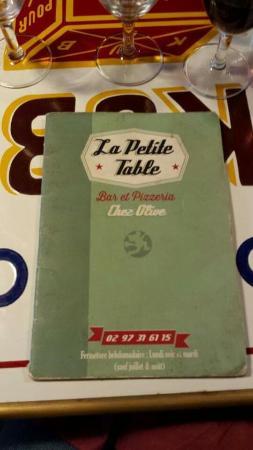 POUR
K
B
K
La Petite
Table
Bar et Pizzeria
Chez Olive
02 97 31 61 15
Fermeture hebdomadaire : Lundi soir et mardi
(sauf juillet & août)